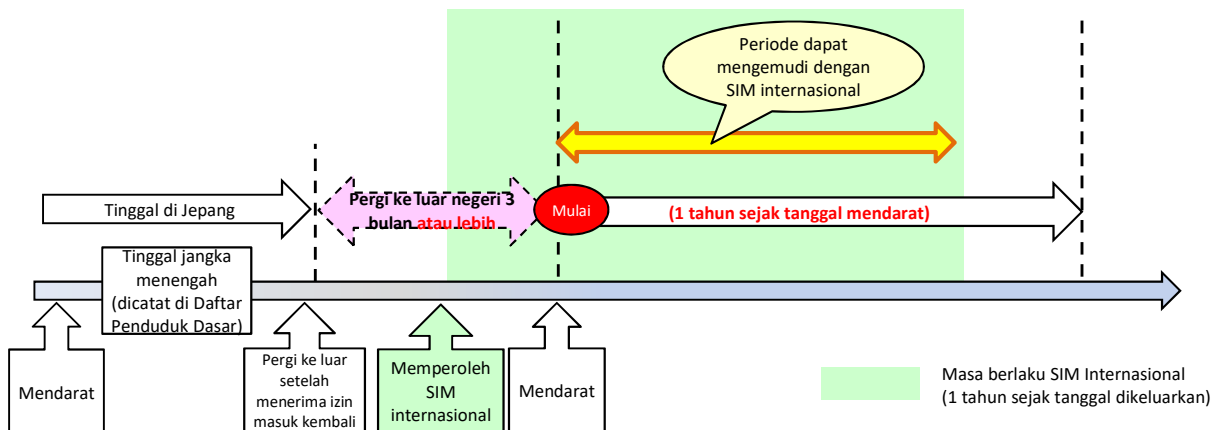 Periode dapat
mengemudi dengan
SIM internasional
Tinggal di Jepang
Pergi ke luar negeri 3
bulan atau lebih
Mulai
(1 tahun sejak tanggal mendarat)
Tinggal jangka
menengah
(dicatat di Daftar
Penduduk Dasar)
Mendarat
Pergi ke luar
setelah
menerima izin
masuk kembali
Memperoleh
SIM
internasional
Mendarat
Masa berlaku SIM Internasional
(1 tahun sejak tanggal dikeluarkan)